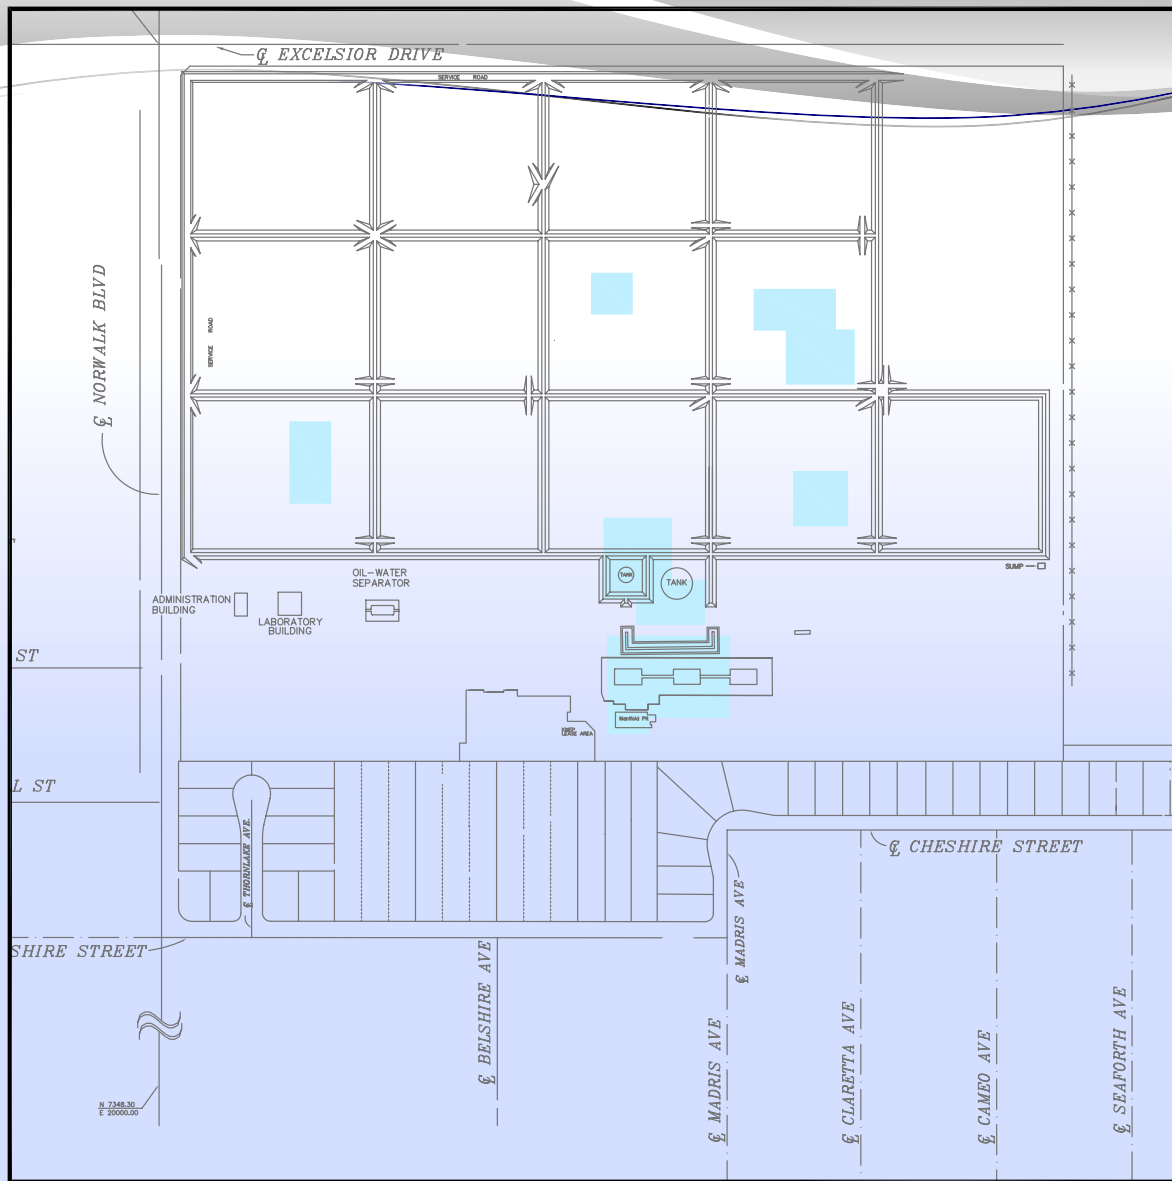 ℄ EXCELSIOR DRIVE
SERVICE ROAD
℄ NORWALK BLVD
SERVICE ROAD
OIL-WATER
SEPARATOR
TANK
TANK
SUMP
ADMINISTRATION
BUILDING
LABORATORY
BUILDING
ST
Manifold Pit
LEASE AREA
L ST
℄ THORNLAKE AVE.
℄ CHESHIRE STREET
℄ MADRIS AVE
SHIRE STREET
℄ BELSHIRE AVE
℄ MADRIS AVE
℄ CLARETTA AVE
℄ CAMEO AVE
℄ SEAFORTH AVE
N 7348.30
E 20000.00